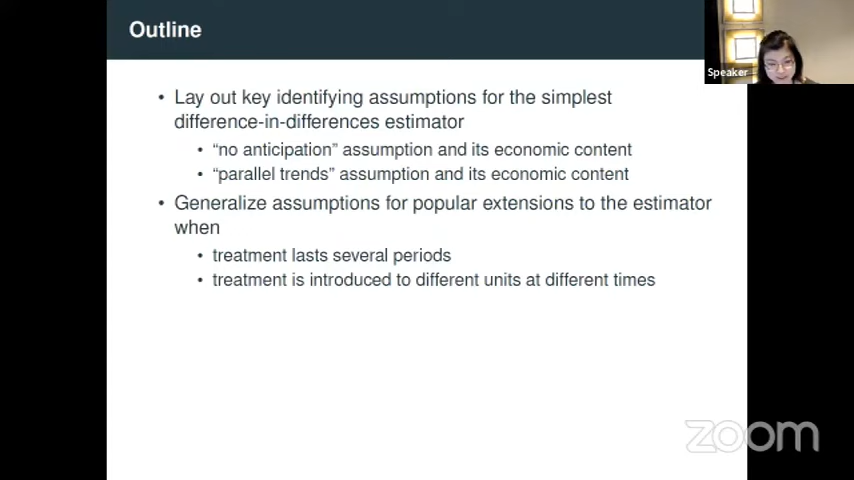 Outline
Speaker
• Lay out key identifying assumptions for the simplest
difference-in-differences estimator
• “no anticipation” assumption and its economic content
• “parallel trends” assumption and its economic content
• Generalize assumptions for popular extensions to the estimator
when
• treatment lasts several periods
• treatment is introduced to different units at different times
zoom